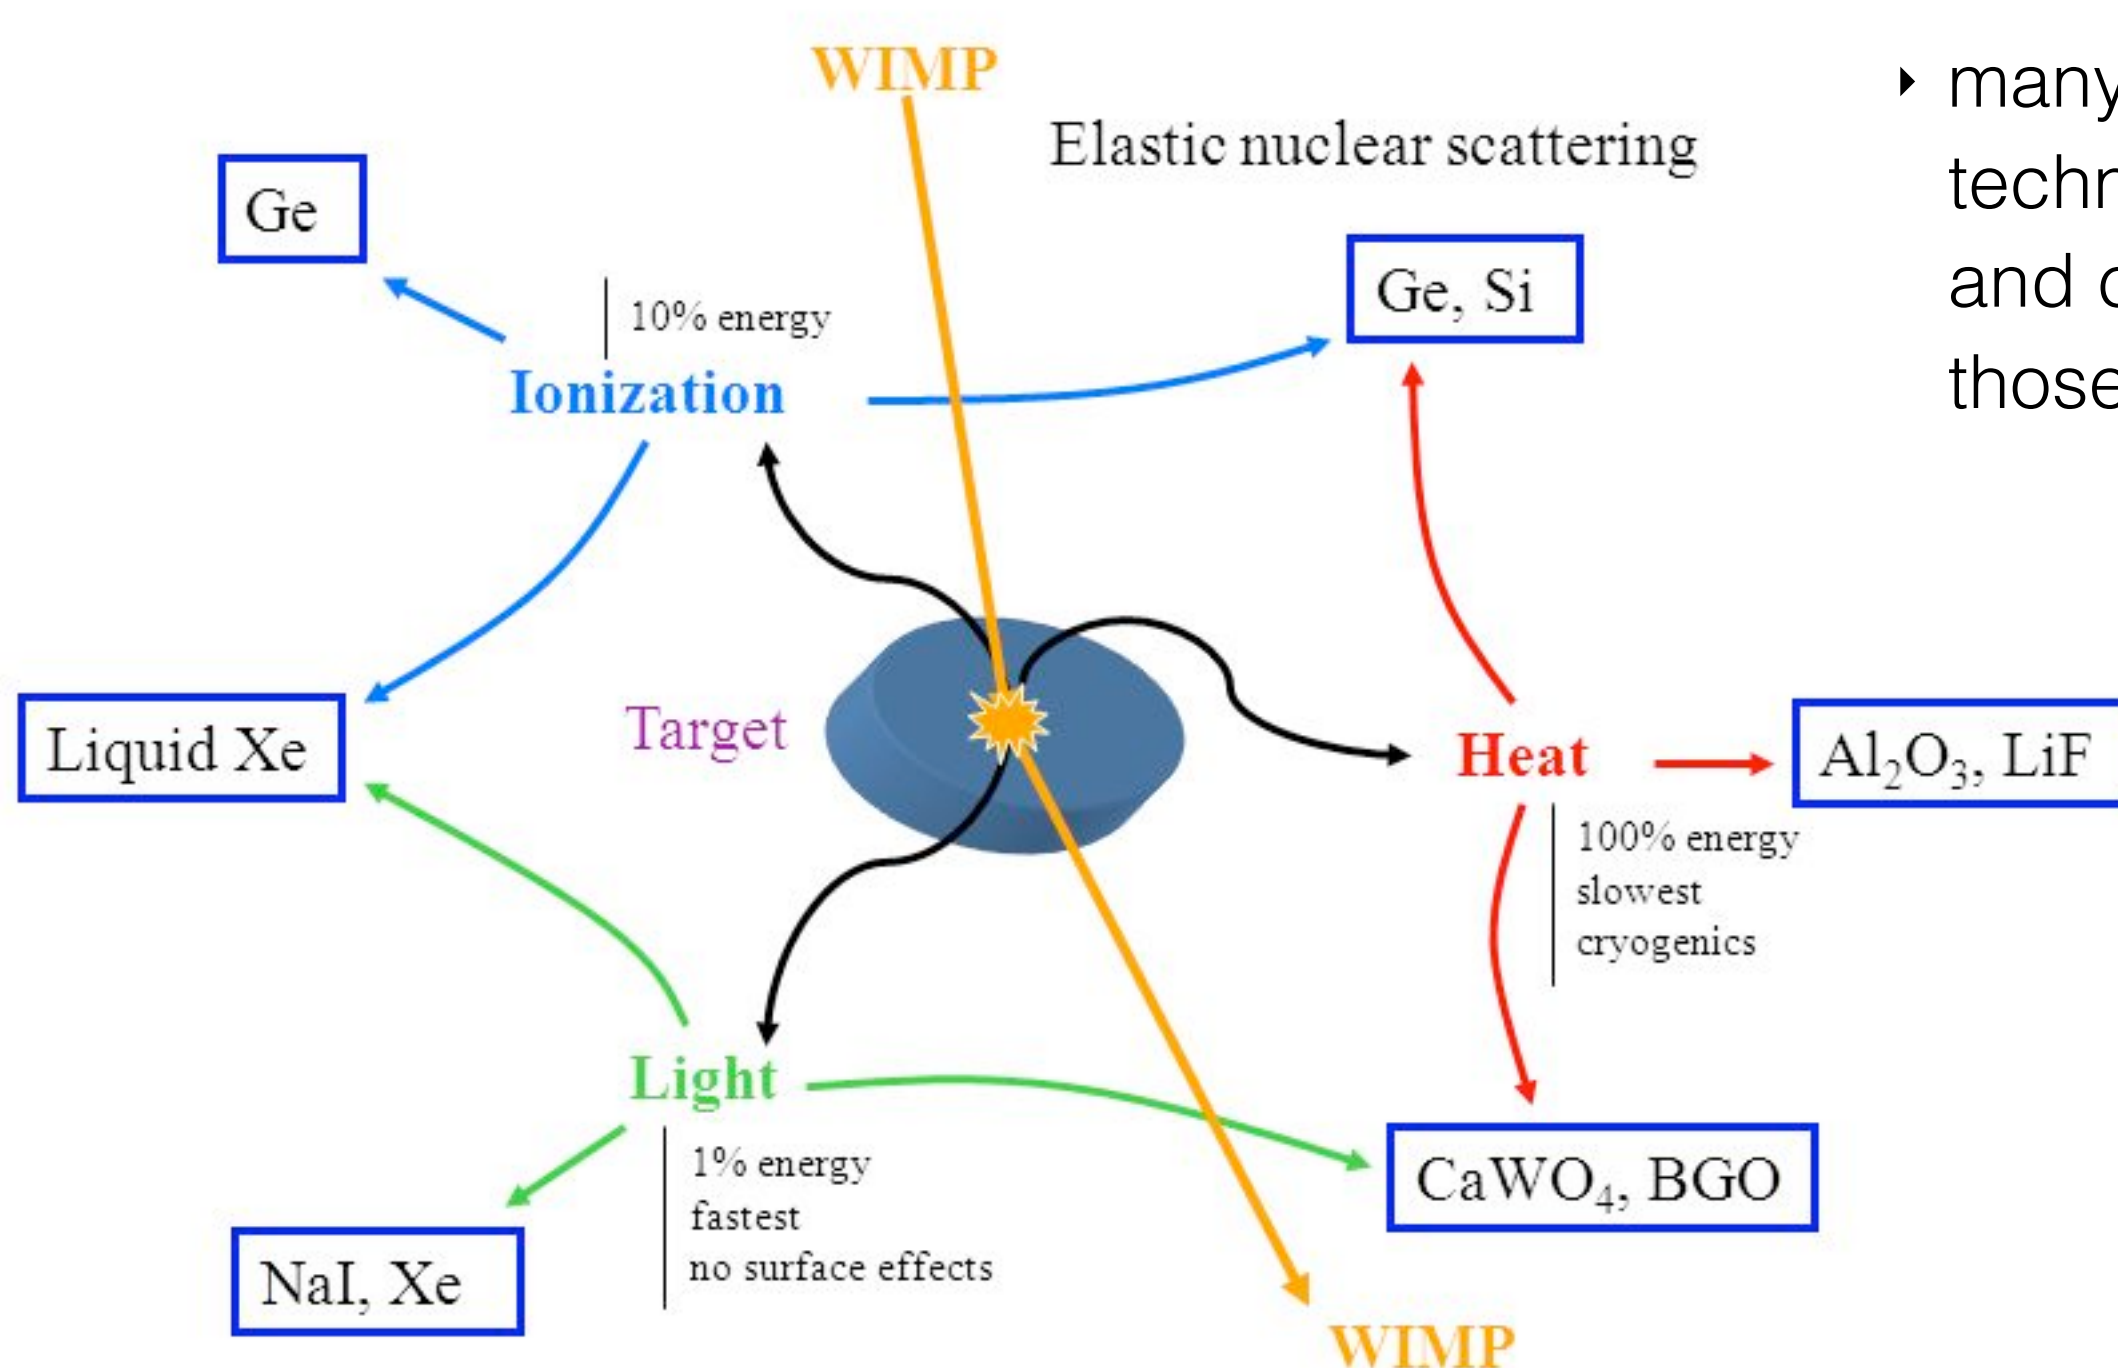 WIMP
Elastic nuclear scattering
Ge
Ge, Si
10% energy
Ionization
Target
Liquid Xe
Heat
Al₂O₃, LiF
100% energy
slowest
cryogenics
Light
1% energy
fastest
no surface effects
CaWO₄, BGO
NaI, Xe
WIMP
‣ many
and
those